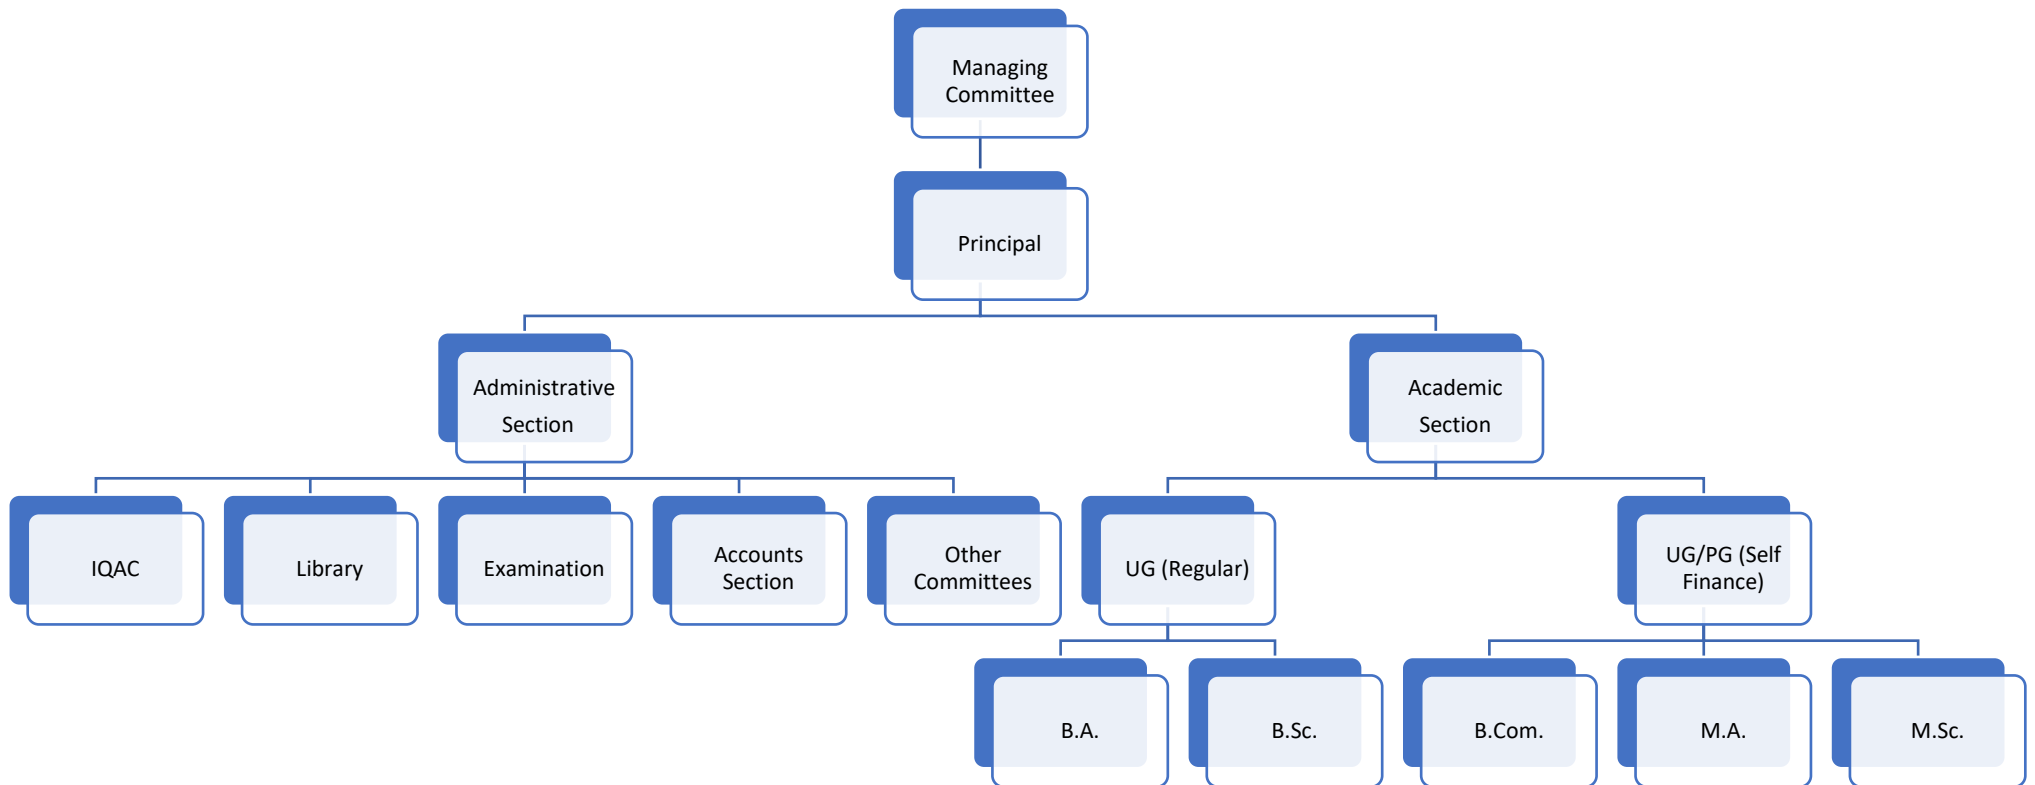 Managing
Committee
Principal
Administrative
Section
Academic
Section
IQAC
Library
Examination
Accounts
Section
Other
Committees
UG (Regular)
UG/PG (Self
Finance)
B.A.
B.Sc.
B.Com.
M.A.
M.Sc.